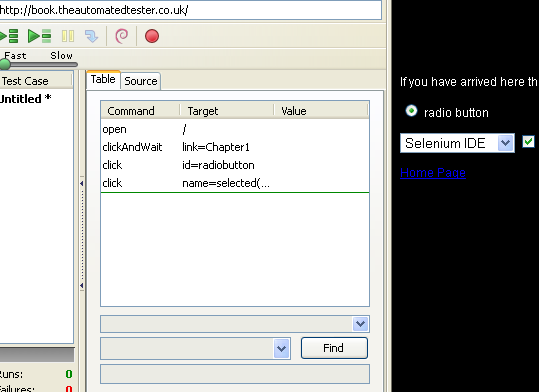 http://book.theautomatedtester.co.uk/
Fast Slow
Test Case
Untitled *
Table Source
Command Target Value
open /
clickAndWait link=Chapter1
click id=radiobutton
click name=selected(...
Find
Runs: 0
Failures: 0
If you have arrived here th
radio button
Selenium IDE
Home Page